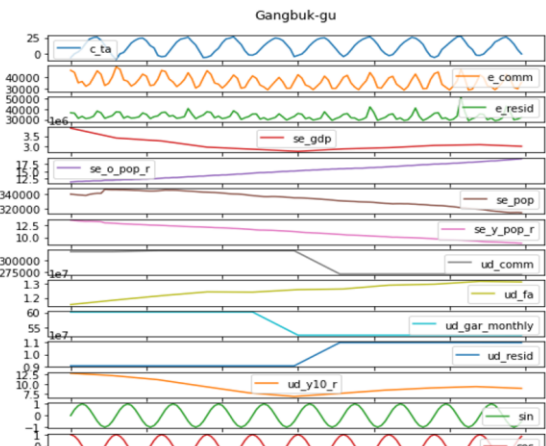 Gangbuk-gu
25
0
c_ta
40000
30000
e_comm
50000
40000
30000
e_resid
1e6
3.5
3.0
se_gdp
17.5
15.0
12.5
se_o_pop_r
340000
320000
se_pop
12.5
10.0
se_y_pop_r
300000
275000
ud_comm
1e7
1.3
1.2
ud_fa
60
55
ud_gar_monthly
1e7
1.1
1.0
0.9
ud_resid
12.5
10.0
7.5
ud_y10_r
1
0
−1
sin
1